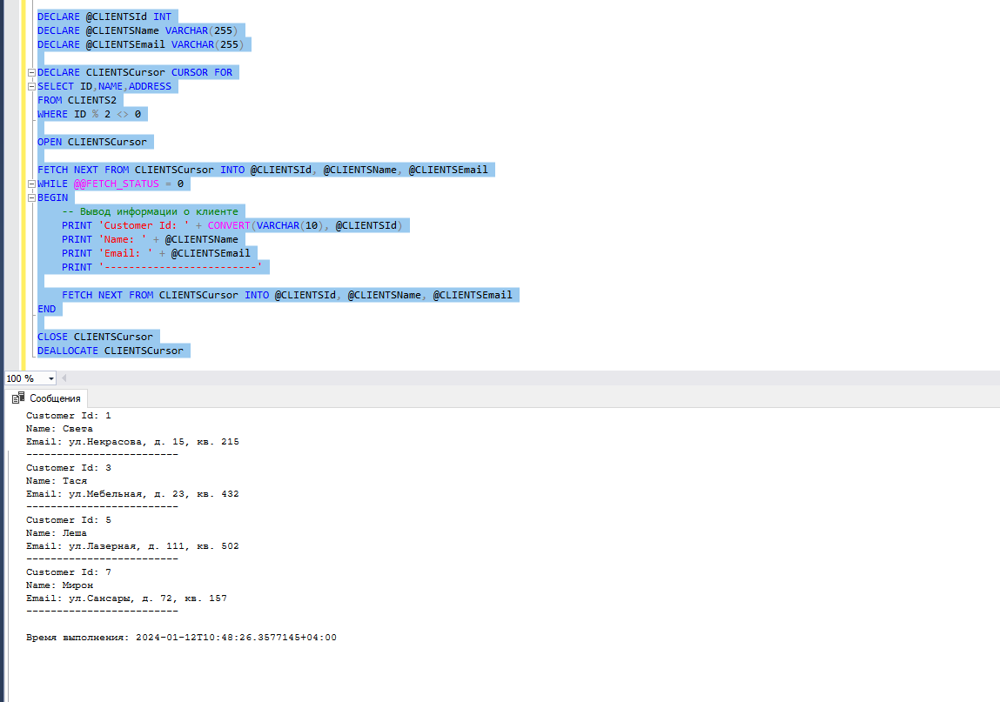 DECLARE @CLIENTSId INT
DECLARE @CLIENTSName VARCHAR(255)
DECLARE @CLIENTSEmail VARCHAR(255)
DECLARE CLIENTSCursor CURSOR FOR
SELECT ID,NAME,ADDRESS
FROM CLIENTS2
WHERE ID % 2 <> 0
OPEN CLIENTSCursor
FETCH NEXT FROM CLIENTSCursor INTO @CLIENTSId, @CLIENTSName, @CLIENTSEmail
WHILE @@FETCH_STATUS = 0
BEGIN
-- Вывод информации о клиенте
PRINT 'Customer Id: ' + CONVERT(VARCHAR(10), @CLIENTSId)
PRINT 'Name: ' + @CLIENTSName
PRINT 'Email: ' + @CLIENTSEmail
PRINT '-------------------------'
FETCH NEXT FROM CLIENTSCursor INTO @CLIENTSId, @CLIENTSName, @CLIENTSEmail
END
CLOSE CLIENTSCursor
DEALLOCATE CLIENTSCursor
100 %
Сообщения
Customer Id: 1
Name: Света
Email: ул.Некрасова, д. 15, кв. 215
-------------------------
Customer Id: 3
Name: Тася
Email: ул.Мебельная, д. 23, кв. 432
-------------------------
Customer Id: 5
Name: Леша
Email: ул.Лазерная, д. 111, кв. 502
-------------------------
Customer Id: 7
Name: Мирон
Email: ул.Сансары, д. 72, кв. 157
-------------------------
Время выполнения: 2024-01-12T10:48:26.3577145+04:00